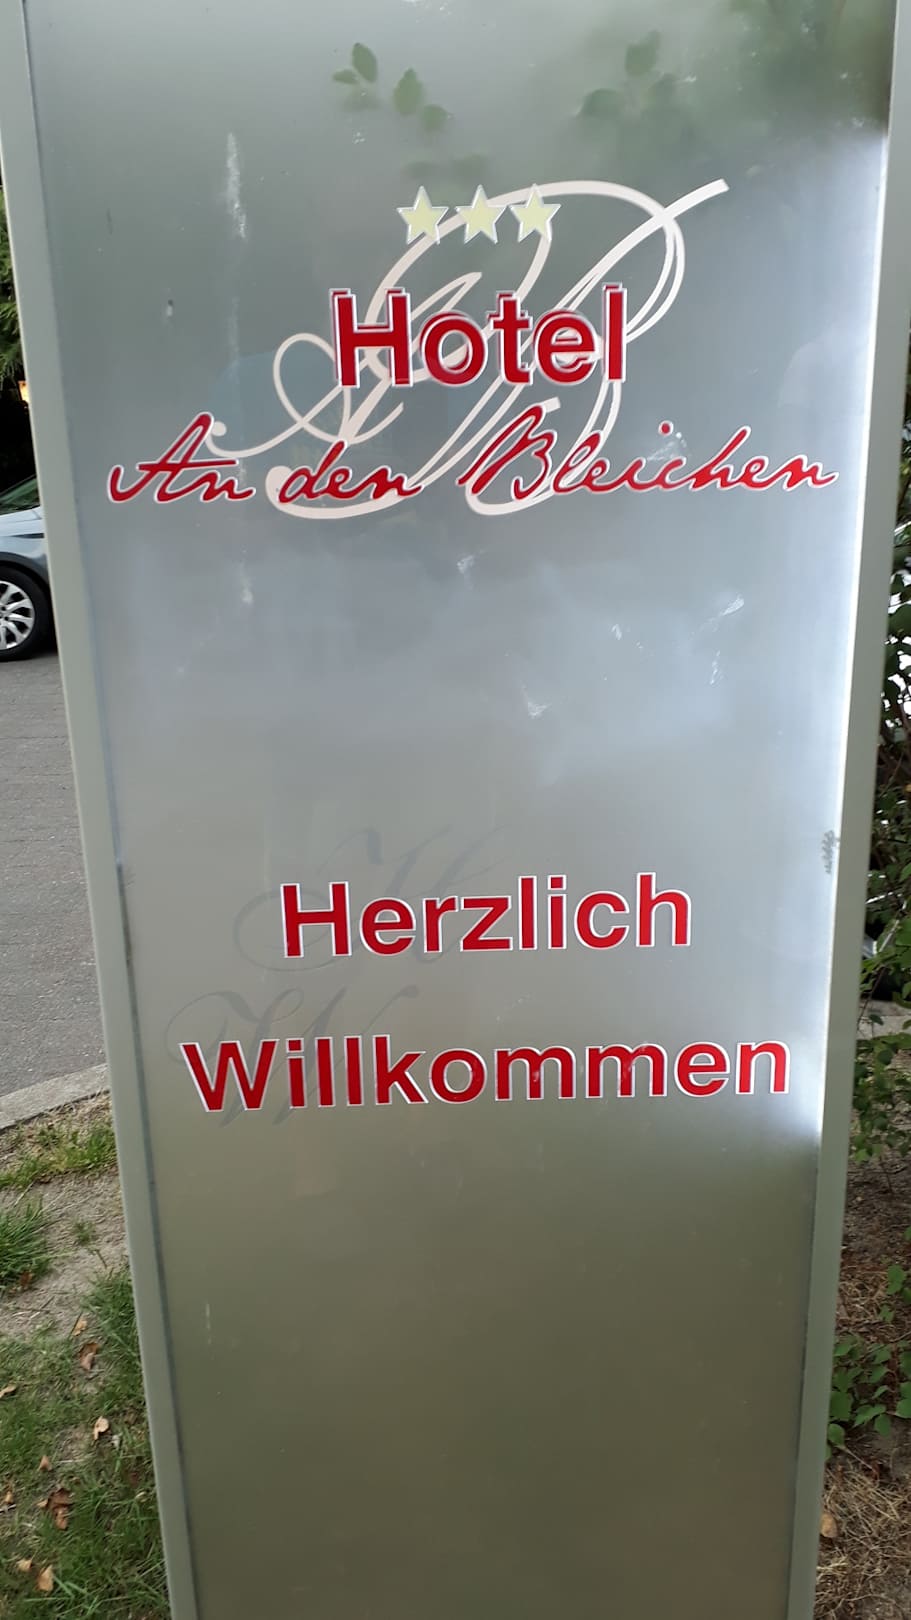 Hotel
An den Bleichen
Herzlich
Willkommen